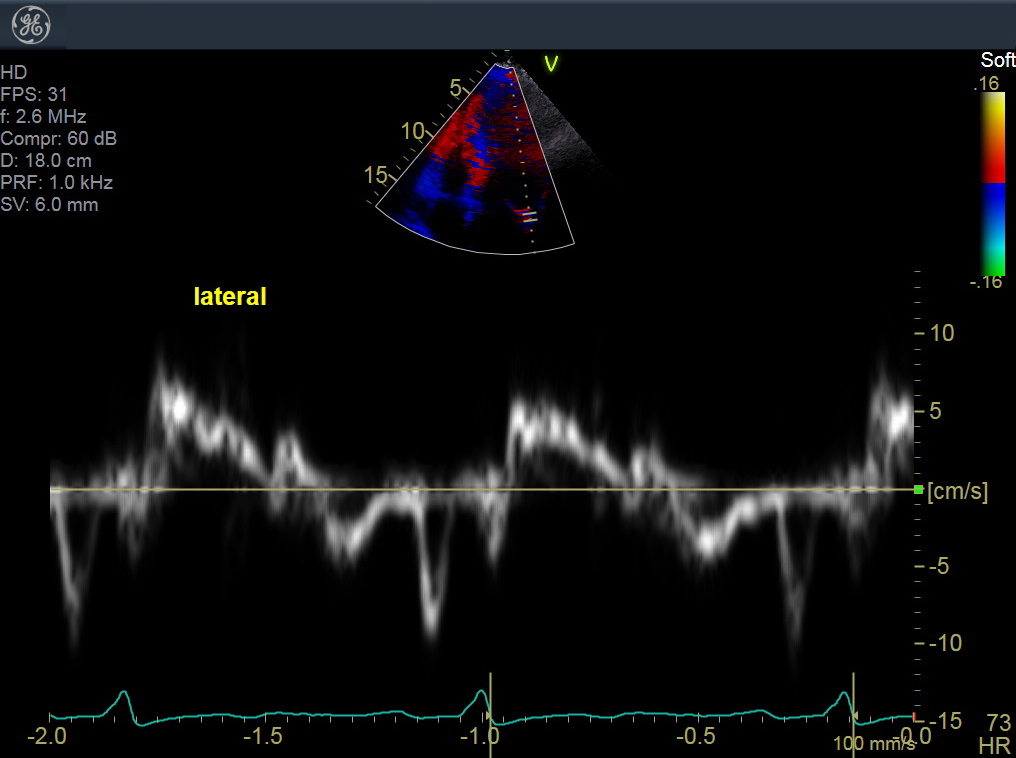 GE
Soft
HD
FPS: 31
f: 2.6 MHz
Compr: 60 dB
D: 18.0 cm
PRF: 1.0 kHz
SV: 6.0 mm
V
5
10
15
.16
-.16
lateral
10
5
[cm/s]
-5
-10
-15
-2.0
-1.5
-1.0
-0.5
0.0
100 mm/s
73
HR